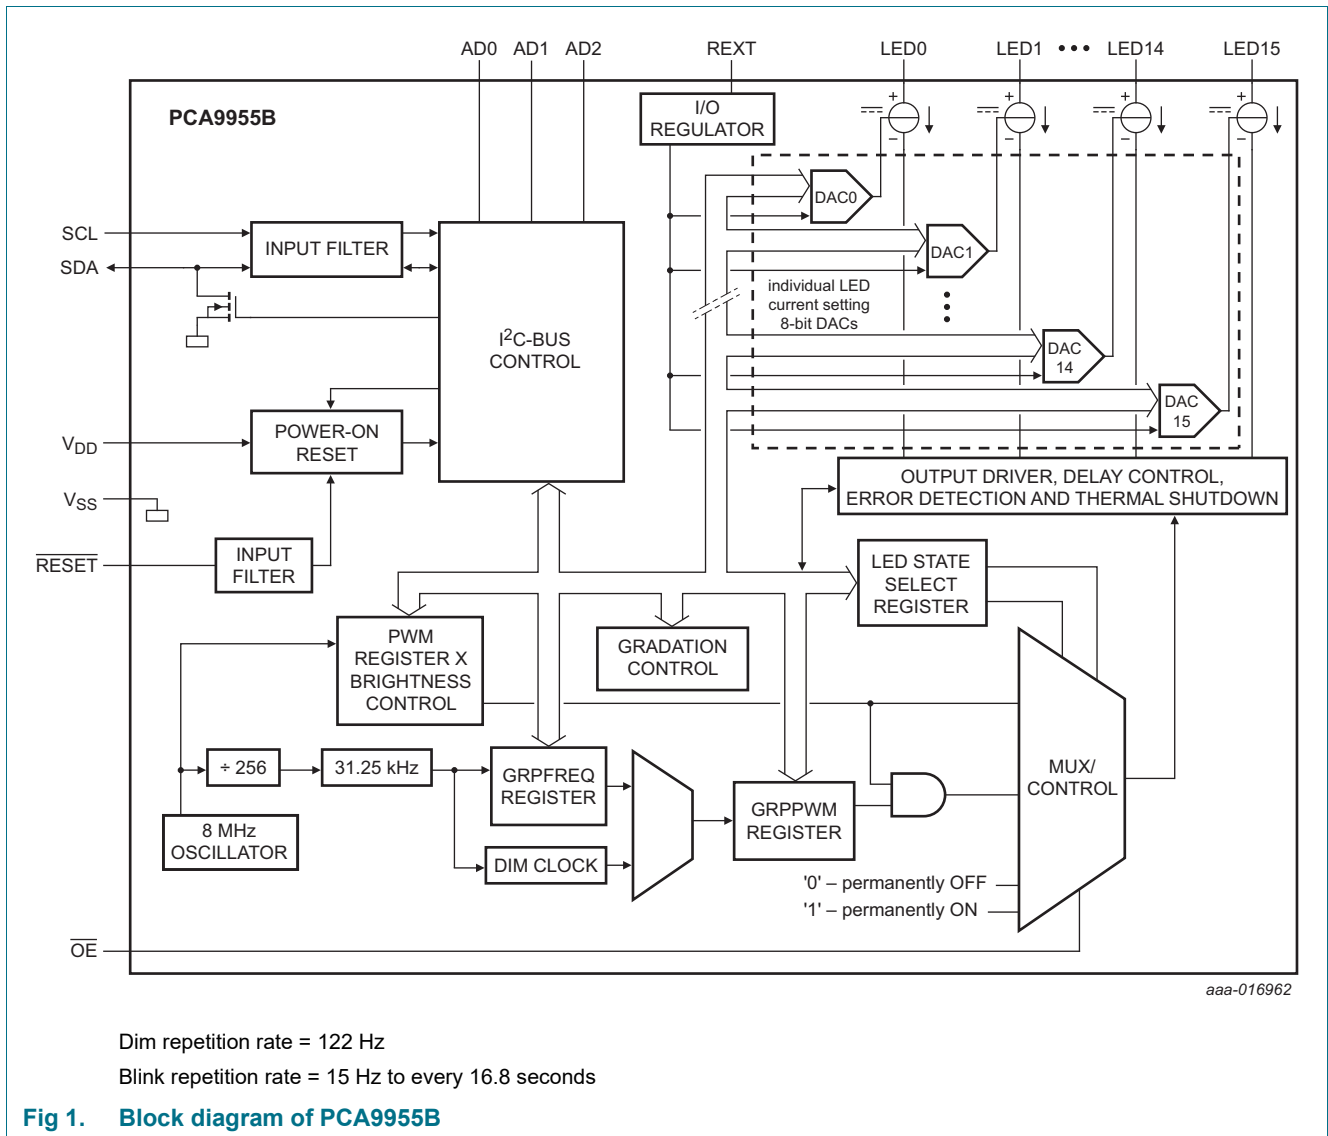 AD0 AD1 AD2 REXT LED0 LED1 ••• LED14 LED15
PCA9955B
I/O
REGULATOR
+ + + +
– – – –
DAC0
SCL
INPUT FILTER
DAC1
SDA
individual LED
current setting
8-bit DACs
I²C-BUS
CONTROL
DAC
14
DAC
15
VDD
POWER-ON
RESET
OUTPUT DRIVER, DELAY CONTROL,
ERROR DETECTION AND THERMAL SHUTDOWN
VSS
RESET
INPUT
FILTER
LED STATE
SELECT
REGISTER
PWM
REGISTER X
BRIGHTNESS
CONTROL
GRADATION
CONTROL
÷ 256
31.25 kHz
GRPFREQ
REGISTER
MUX/
CONTROL
GRPPWM
REGISTER
8 MHz
OSCILLATOR
DIM CLOCK
'0' – permanently OFF
'1' – permanently ON
OE
aaa-016962
Dim repetition rate = 122 Hz
Blink repetition rate = 15 Hz to every 16.8 seconds
Fig 1. Block diagram of PCA9955B